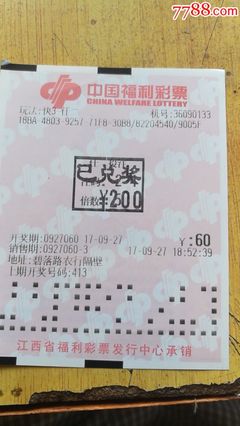 7788.com
中国福利彩票
CHINA WELFARE LOTTERY
玩法:快3
机号:36090133
18BA-4803-9257-71F8-30B8/82204540/9005F
已兑奖
倍数
¥200
开奖期:0927060 17-09-27
¥:60
销售期:0927060-3
17-09-27 18:52:39
地址:碧落路农行隔壁
上期开奖号码:413
江西省福利彩票发行中心承销